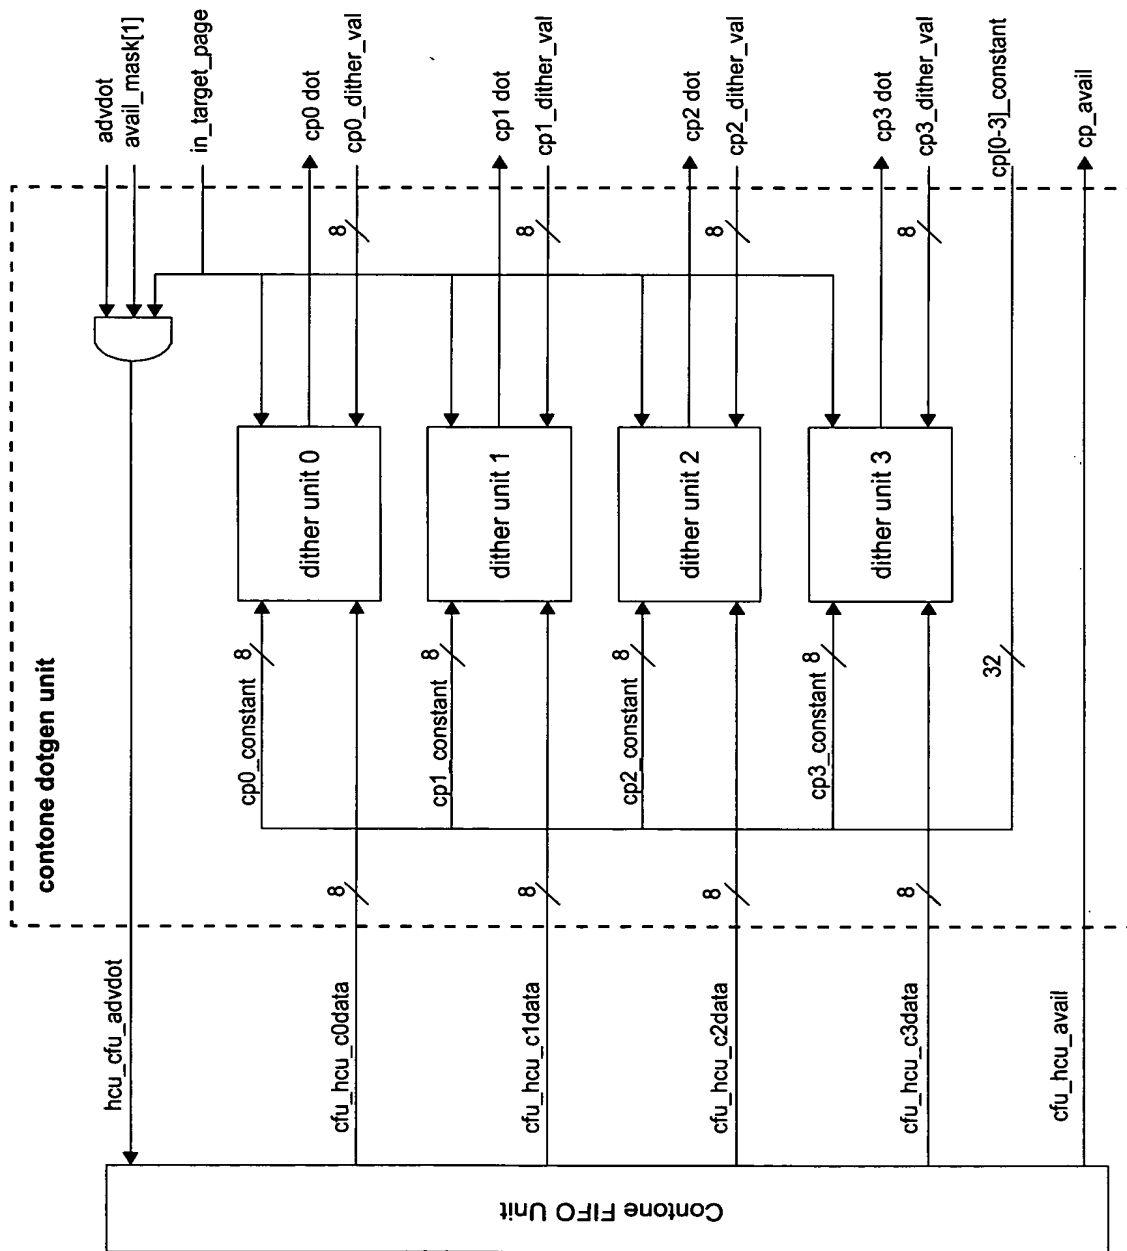 advdot
avail_mask[1]
in_target_page
cp0 dot
cp0_dither_val
cp1 dot
cp1_dither_val
cp2 dot
cp2_dither_val
cp3 dot
cp3_dither_val
cp[0-3]_constant
cp_avail
8
8
8
8
dither unit 0
dither unit 1
dither unit 2
dither unit 3
contone dotgen unit
cp0_constant
8
cp1_constant
8
cp2_constant
8
cp3_constant
8
32
8
8
8
8
hcu_cfu_advdot
cfu_hcu_c0data
cfu_hcu_c1data
cfu_hcu_c2data
cfu_hcu_c3data
cfu_hcu_avail
Contone FIFO Unit